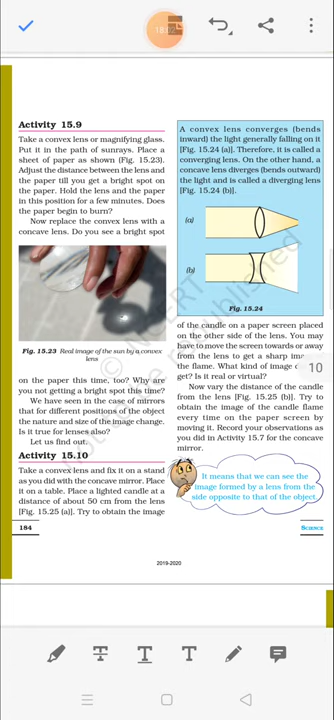 Activity 15.9
Take a convex lens or magnifying glass.
Put it in the path of sunrays. Place a
sheet of paper as shown (Fig. 15.23).
Adjust the distance between the lens and
the paper till you get a bright spot on
the paper. Hold the lens and the paper
in this position for a few minutes. Does
the paper begin to burn?
Now replace the convex lens with a
concave lens. Do you see a bright spot
Fig. 15.23 Real image of the sun by a convex
lens
on the paper this time, too? Why are
you not getting a bright spot this time?
We have seen in the case of mirrors
that for different positions of the object
the nature and size of the image change.
Is it true for lenses also?
Let us find out.
Activity 15.10
Take a convex lens and fix it on a stand
as you did with the concave mirror. Place
it on a table. Place a lighted candle at a
distance of about 50 cm from the lens
[Fig. 15.25 (a)]. Try to obtain the image
A convex lens converges (bends
inward) the light generally falling on it
[Fig. 15.24 (a)]. Therefore, it is called a
converging lens. On the other hand, a
concave lens diverges (bends outward)
the light and is called a diverging lens
[Fig. 15.24 (b)].
(a)
(b)
Fig. 15.24
of the candle on a paper screen placed
on the other side of the lens. You may
have to move the screen towards or away
from the lens to get a sharp
the flame. What kind of image
get? Is it real or virtual?
10
Now vary the distance of the candle
from the lens [Fig. 15.25 (b)]. Try to
obtain the image of the candle flame
every time on the paper screen by
moving it. Record your observations as
you did in Activity 15.7 for the concave
mirror.
It means that we can see the
image formed by a lens from the
side opposite to that of the object.
184
SCIENCE
2019-2020
© NCERT
not to be republished
T
T
T